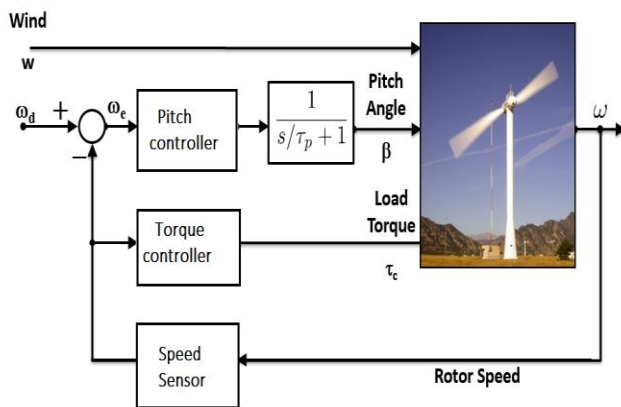 Wind
w
ω_d
+
−
ω_e
Pitch
controller
1
s/τ_p + 1
Pitch
Angle
β
ω
Torque
controller
Load
Torque
τ_c
Speed
Sensor
Rotor Speed